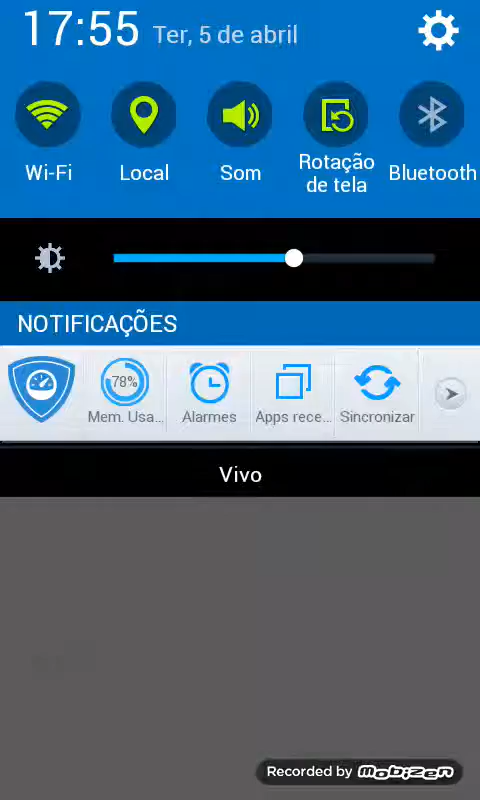 17:55 Ter, 5 de abril
Wi-Fi
Local
Som
Rotação
de tela
Bluetooth
NOTIFICAÇÕES
78%
Mem. Usa...
Alarmes
Apps rece...
Sincronizar
Vivo
Recorded by Mobizen